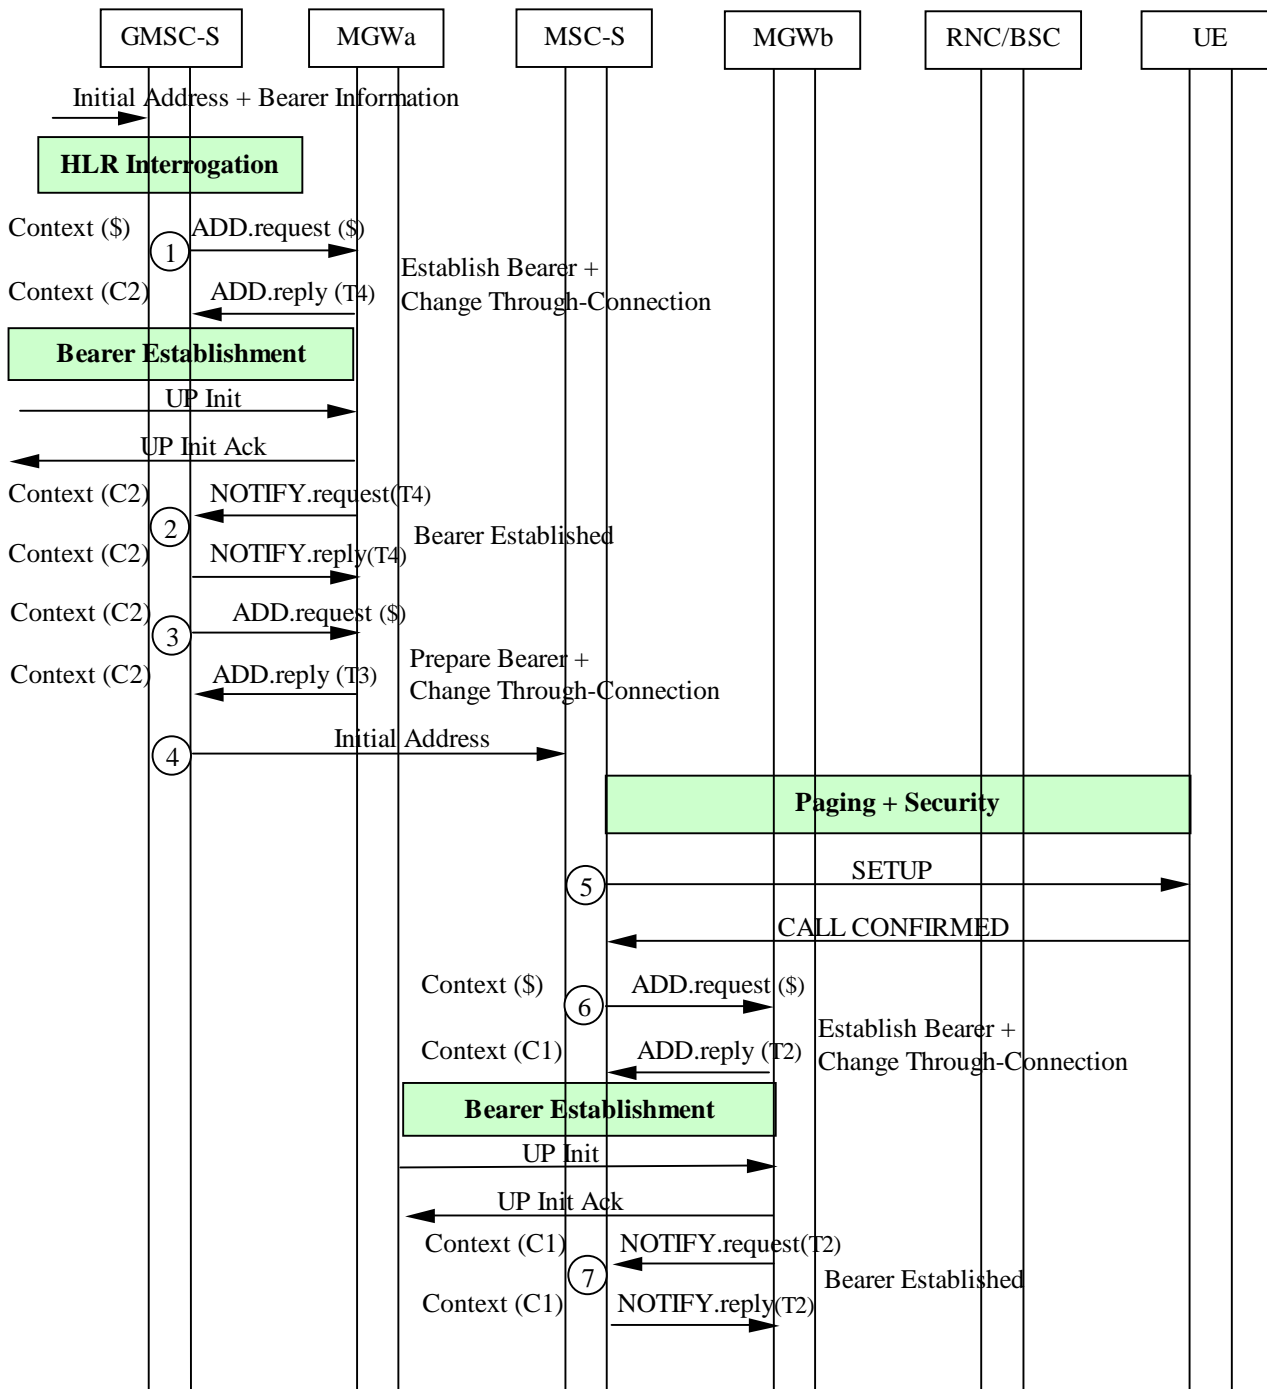 GMSC-S MGWa MSC-S MGWb RNC/BSC UE
Initial Address + Bearer Information
HLR Interrogation
Context ($) ADD.request ($)
1
Establish Bearer +
Context (C2) ADD.reply (T4)
Change Through-Connection
Bearer Establishment
UP Init
UP Init Ack
Context (C2) NOTIFY.request(T4)
2
Bearer Established
Context (C2) NOTIFY.reply(T4)
Context (C2) ADD.request ($)
3
Prepare Bearer +
Context (C2) ADD.reply (T3)
Change Through-Connection
Initial Address
4
Paging + Security
SETUP
5
CALL CONFIRMED
Context ($) ADD.request ($)
6
Establish Bearer +
Context (C1) ADD.reply (T2)
Change Through-Connection
Bearer Establishment
UP Init
UP Init Ack
Context (C1) NOTIFY.request(T2)
7
Bearer Established
Context (C1) NOTIFY.reply(T2)